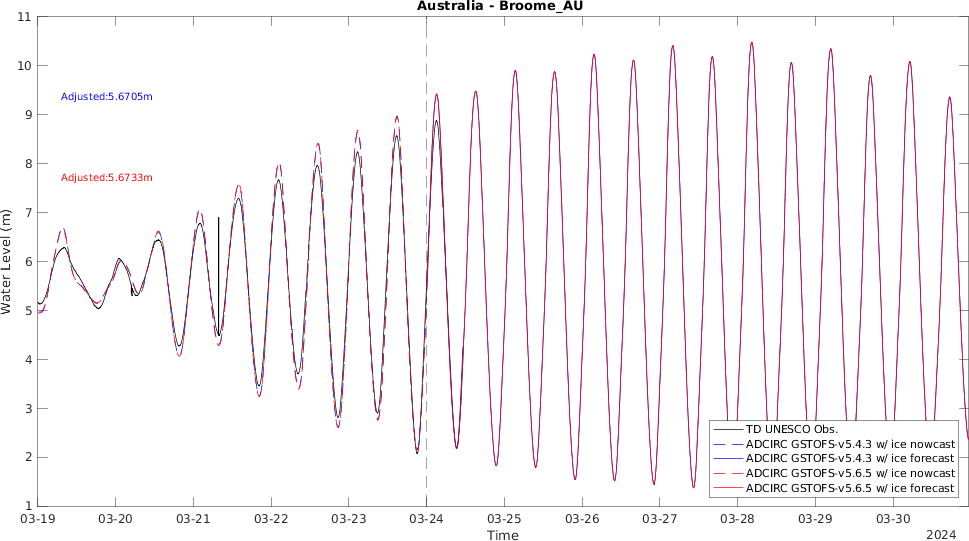 Australia - Broome_AU
11
10
9
8
7
6
5
4
3
2
1
Water Level (m)
Adjusted:5.6705m
Adjusted:5.6733m
TD UNESCO Obs.
ADCIRC GSTOFS-v5.4.3 w/ ice nowcast
ADCIRC GSTOFS-v5.4.3 w/ ice forecast
ADCIRC GSTOFS-v5.6.5 w/ ice nowcast
ADCIRC GSTOFS-v5.6.5 w/ ice forecast
03-19 03-20 03-21 03-22 03-23 03-24 03-25 03-26 03-27 03-28 03-29 03-30
Time
2024